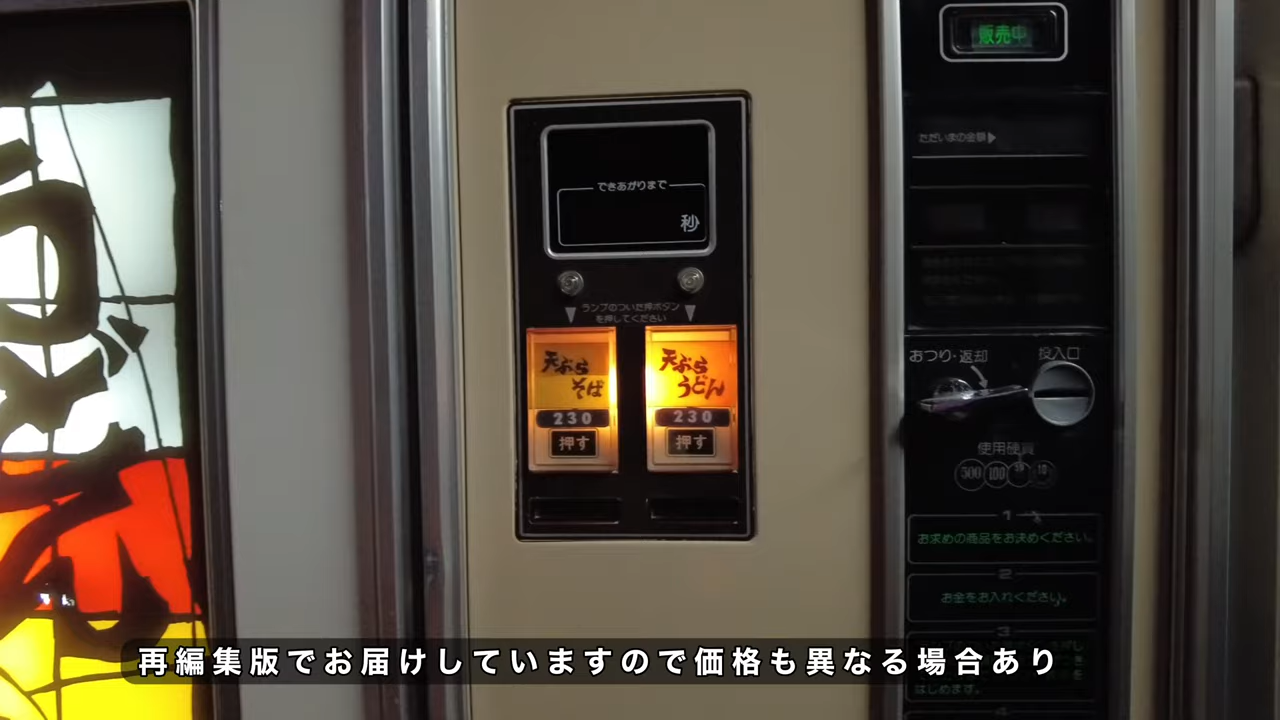 販売中
ただいまの金額▶
できあがりまで
秒
ランプのついた押ボタン
を押してください
天ぷら
そば
230
押す
天ぷら
うどん
230
押す
おつり・返却
投入口
使用硬貨
500 100 50 10
1
お求めの商品をお決めください。
2
お金をお入れください。
3
はじめます。
再編集版でお届けしていますので価格も異なる場合あり